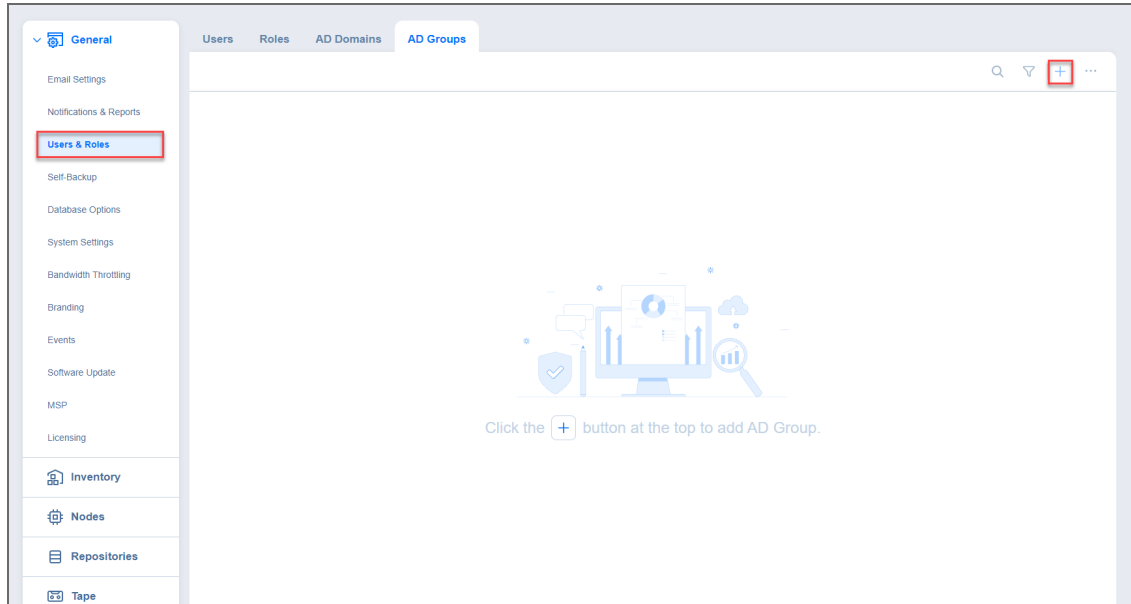 General
Users Roles AD Domains AD Groups
Email Settings
Notifications & Reports
Users & Roles
Self-Backup
Database Options
System Settings
Bandwidth Throttling
Branding
Events
Software Update
MSP
Licensing
Inventory
Nodes
Repositories
Tape
Click the + button at the top to add AD Group.